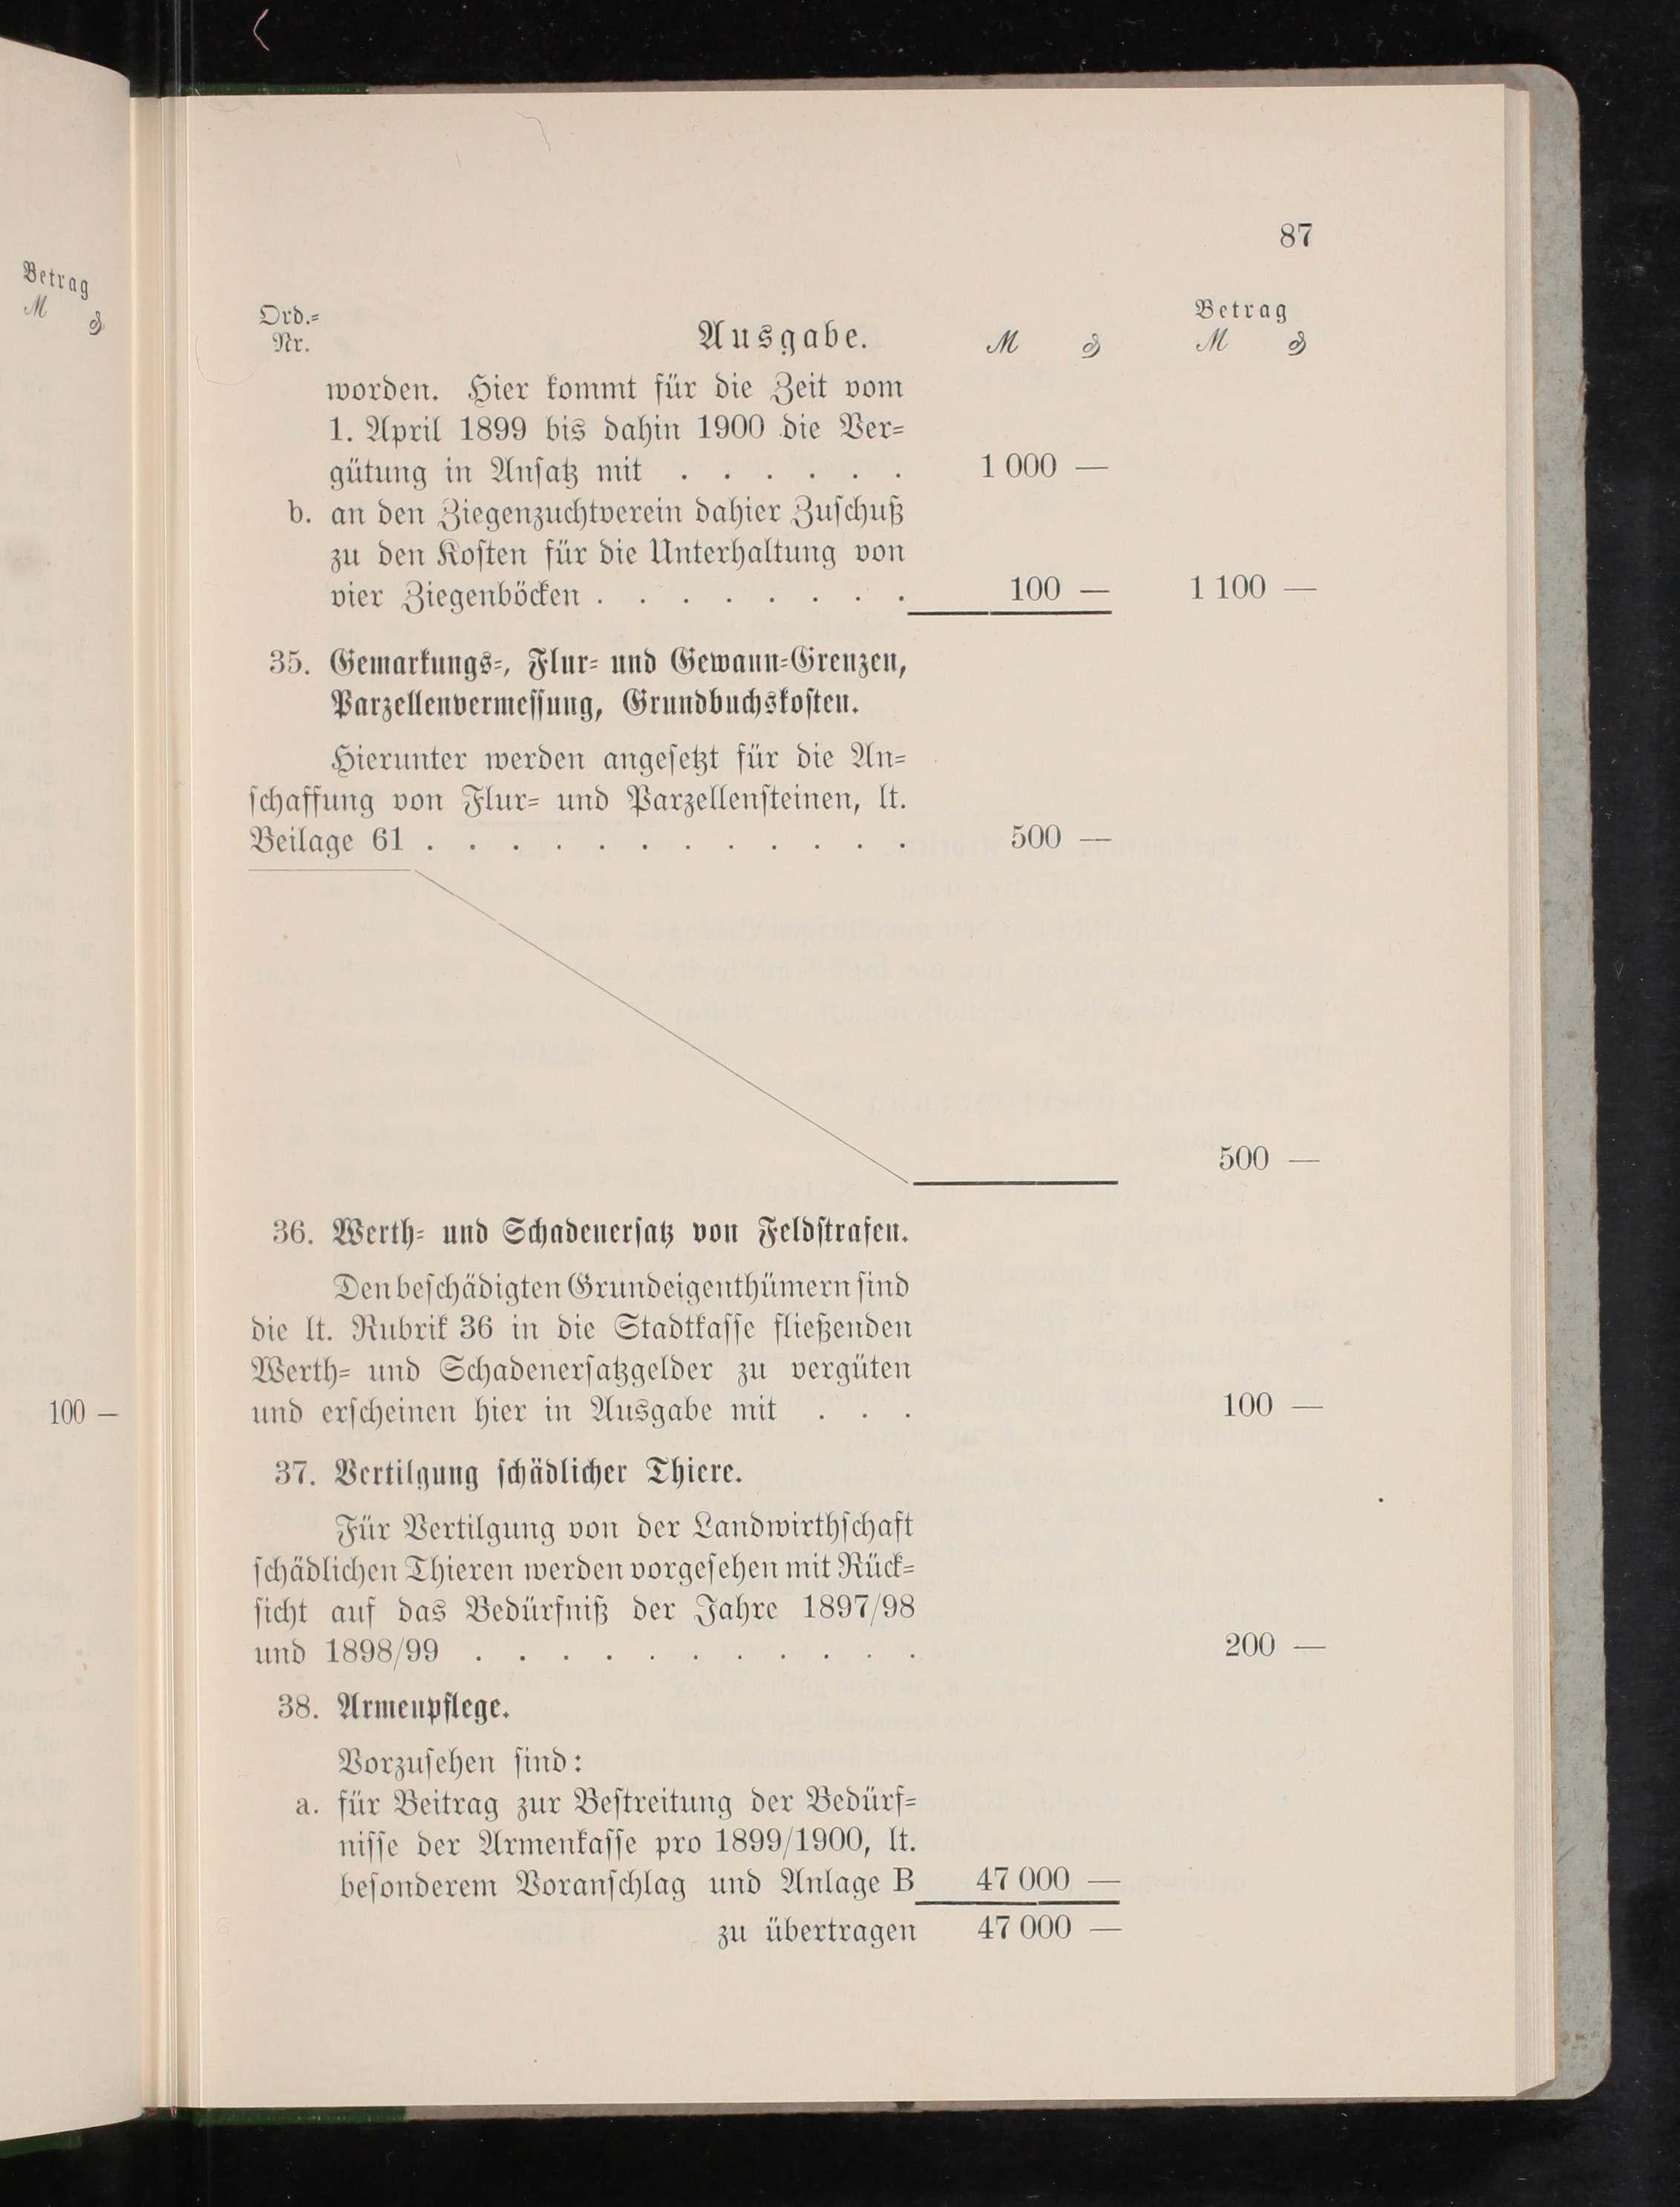 Betrag
M ₰
100 —
87
Ord.-
Nr.
Ausgabe.
M ₰
Betrag
M ₰
worden. Hier kommt für die Zeit vom
1. April 1899 bis dahin 1900 die Ver-
gütung in Ansatz mit . . . . . . 1 000 —
b. an den Ziegenzuchtverein dahier Zuschuß
zu den Kosten für die Unterhaltung von
vier Ziegenböcken . . . . . . . . 100 — 1 100 —
35. Gemarkungs-, Flur- und Gewann-Grenzen,
Parzellenvermessung, Grundbuchskosten.
Hierunter werden angesetzt für die An-
schaffung von Flur- und Parzellensteinen, lt.
Beilage 61 . . . . . . . . . . . . 500 —
500 —
36. Werth- und Schadenersatz von Feldstrafen.
Den beschädigten Grundeigenthümern sind
die lt. Rubrik 36 in die Stadtkasse fließenden
Werth- und Schadenersatzgelder zu vergüten
und erscheinen hier in Ausgabe mit . . . 100 —
37. Vertilgung schädlicher Thiere.
Für Vertilgung von der Landwirthschaft
schädlichen Thieren werden vorgesehen mit Rück-
sicht auf das Bedürfniß der Jahre 1897/98
und 1898/99 . . . . . . . . . . . 200 —
38. Armenpflege.
Vorzusehen sind:
a. für Beitrag zur Bestreitung der Bedürf-
nisse der Armenkasse pro 1899/1900, lt.
besonderem Voranschlag und Anlage B 47 000 —
zu übertragen 47 000 —